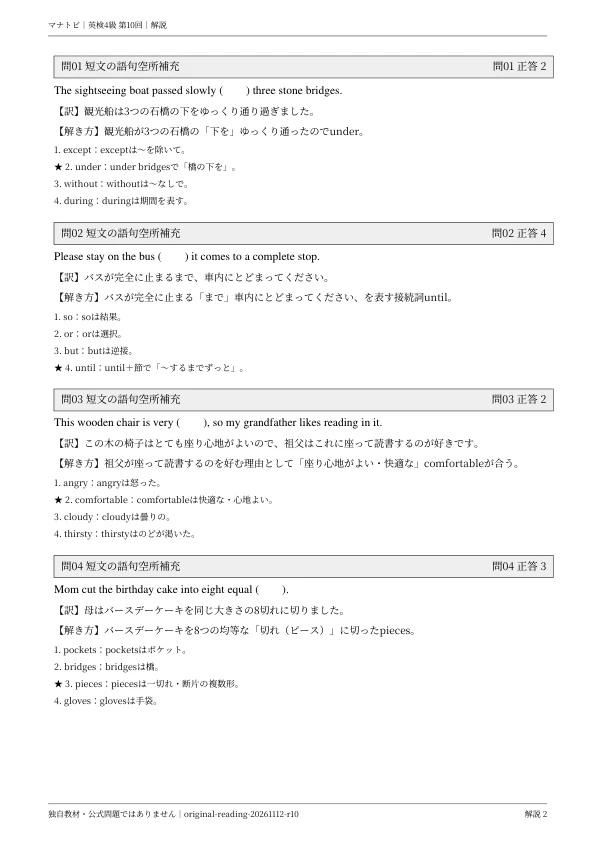 マナトビ｜英検4級 第10回｜解説
問01 短文の語句空所補充 問01 正答 2
The sightseeing boat passed slowly (　　) three stone bridges.
【訳】観光船は3つの石橋の下をゆっくり通り過ぎました。
【解き方】観光船が3つの石橋の「下を」ゆっくり通ったのでunder。
1. except：exceptは〜を除いて。
★ 2. under：under bridgesで「橋の下を」。
3. without：withoutは〜なしで。
4. during：duringは期間を表す。
問02 短文の語句空所補充 問02 正答 4
Please stay on the bus (　　) it comes to a complete stop.
【訳】バスが完全に止まるまで、車内にとどまってください。
【解き方】バスが完全に止まる「まで」車内にとどまってください、を表す接続詞until。
1. so：soは結果。
2. or：orは選択。
3. but：butは逆接。
★ 4. until：until＋節で「〜するまでずっと」。
問03 短文の語句空所補充 問03 正答 2
This wooden chair is very (　　), so my grandfather likes reading in it.
【訳】この木の椅子はとても座り心地がよいので、祖父はこれに座って読書するのが好きです。
【解き方】祖父が座って読書するのを好む理由として「座り心地がよい・快適な」comfortableが合う。
1. angry：angryは怒った。
★ 2. comfortable：comfortableは快適な・心地よい。
3. cloudy：cloudyは曇りの。
4. thirsty：thirstyはのどが渇いた。
問04 短文の語句空所補充 問04 正答 3
Mom cut the birthday cake into eight equal (　　).
【訳】母はバースデーケーキを同じ大きさの8切れに切りました。
【解き方】バースデーケーキを8つの均等な「切れ（ピース）」に切ったpieces。
1. pockets：pocketsはポケット。
2. bridges：bridgesは橋。
★ 3. pieces：piecesは一切れ・断片の複数形。
4. gloves：glovesは手袋。
独自教材・公式問題ではありません｜original-reading-20261112-r10 解説 2